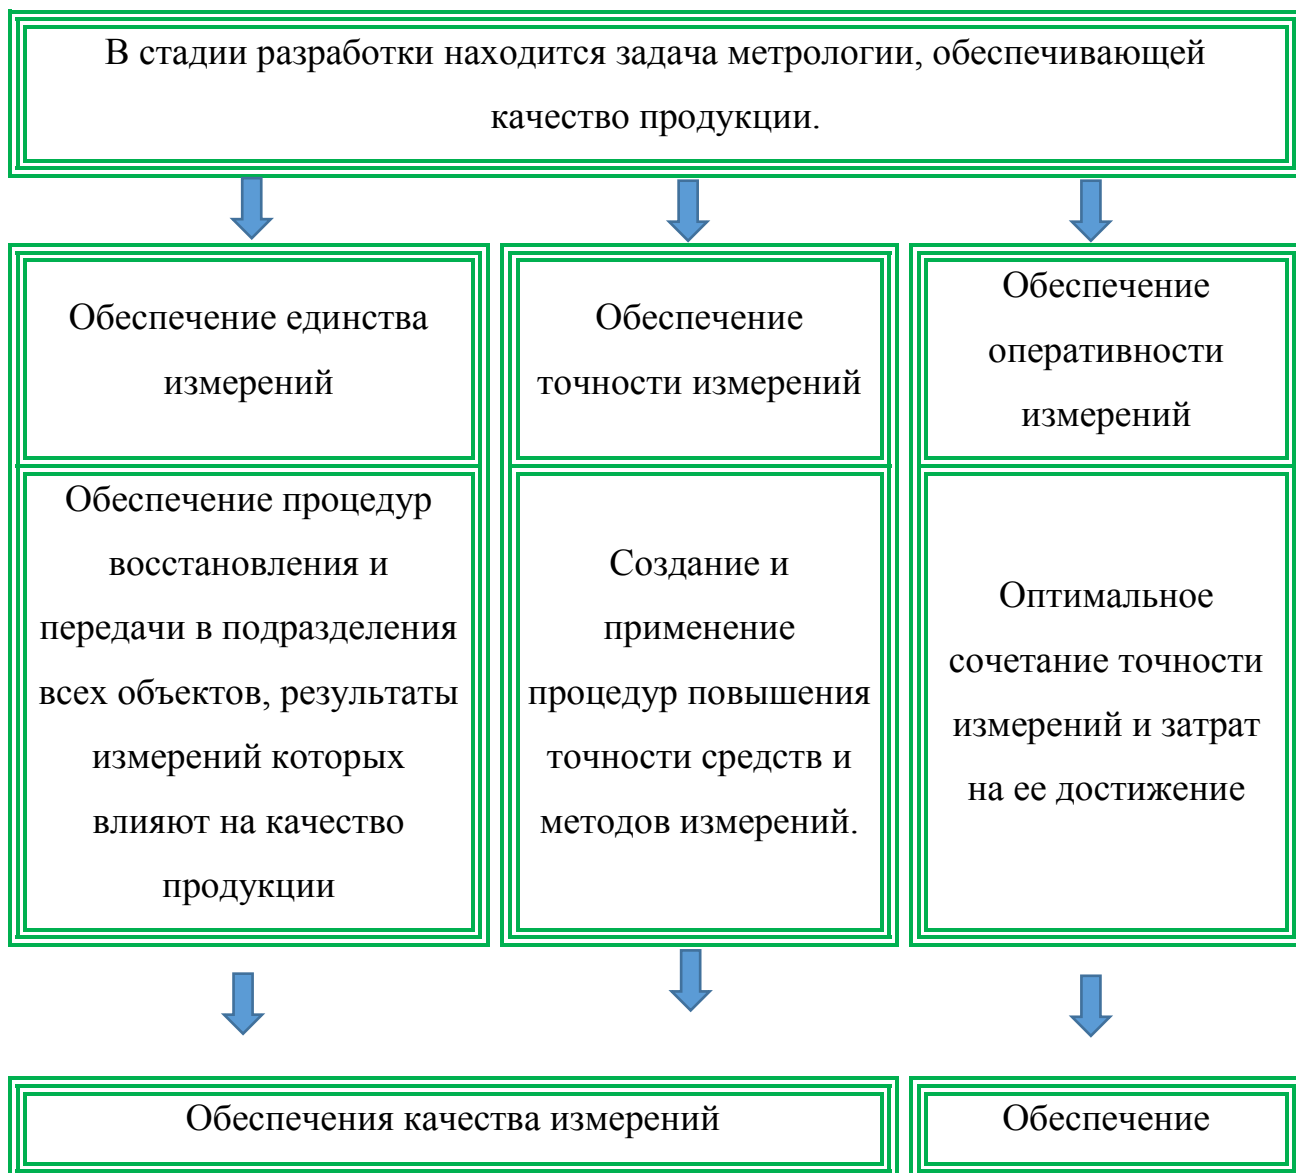 В стадии разработки находится задача метрологии, обеспечивающей
качество продукции.
Обеспечение единства
измерений
Обеспечение
точности измерений
Обеспечение
оперативности
измерений
Обеспечение процедур
восстановления и
передачи в подразделения
всех объектов, результаты
измерений которых
влияют на качество
продукции
Создание и
применение
процедур повышения
точности средств и
методов измерений.
Оптимальное
сочетание точности
измерений и затрат
на ее достижение
Обеспечения качества измерений
Обеспечение